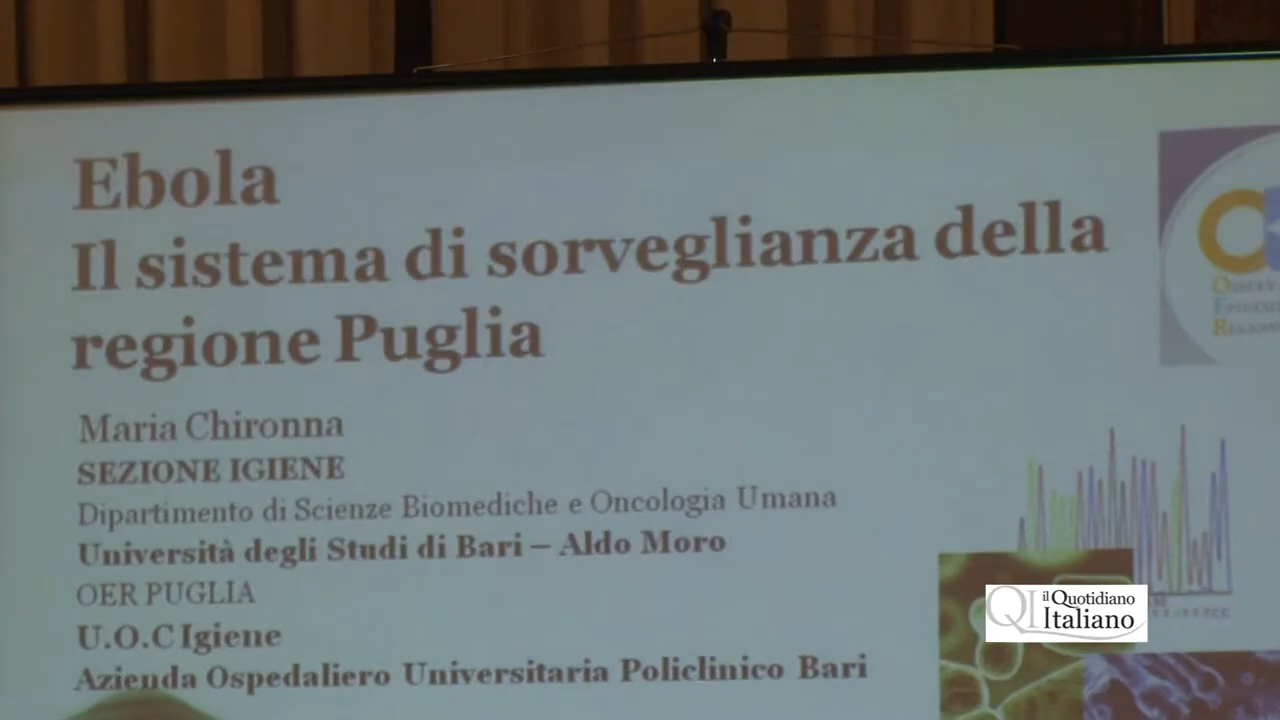 Ebola
Il sistema di sorveglianza della
regione Puglia
Maria Chironna
SEZIONE IGIENE
Dipartimento di Scienze Biomediche e Oncologia Umana
Università degli Studi di Bari – Aldo Moro
OER PUGLIA
U.O.C Igiene
Azienda Ospedaliero Universitaria Policlinico Bari
QI il Quotidiano
Italiano